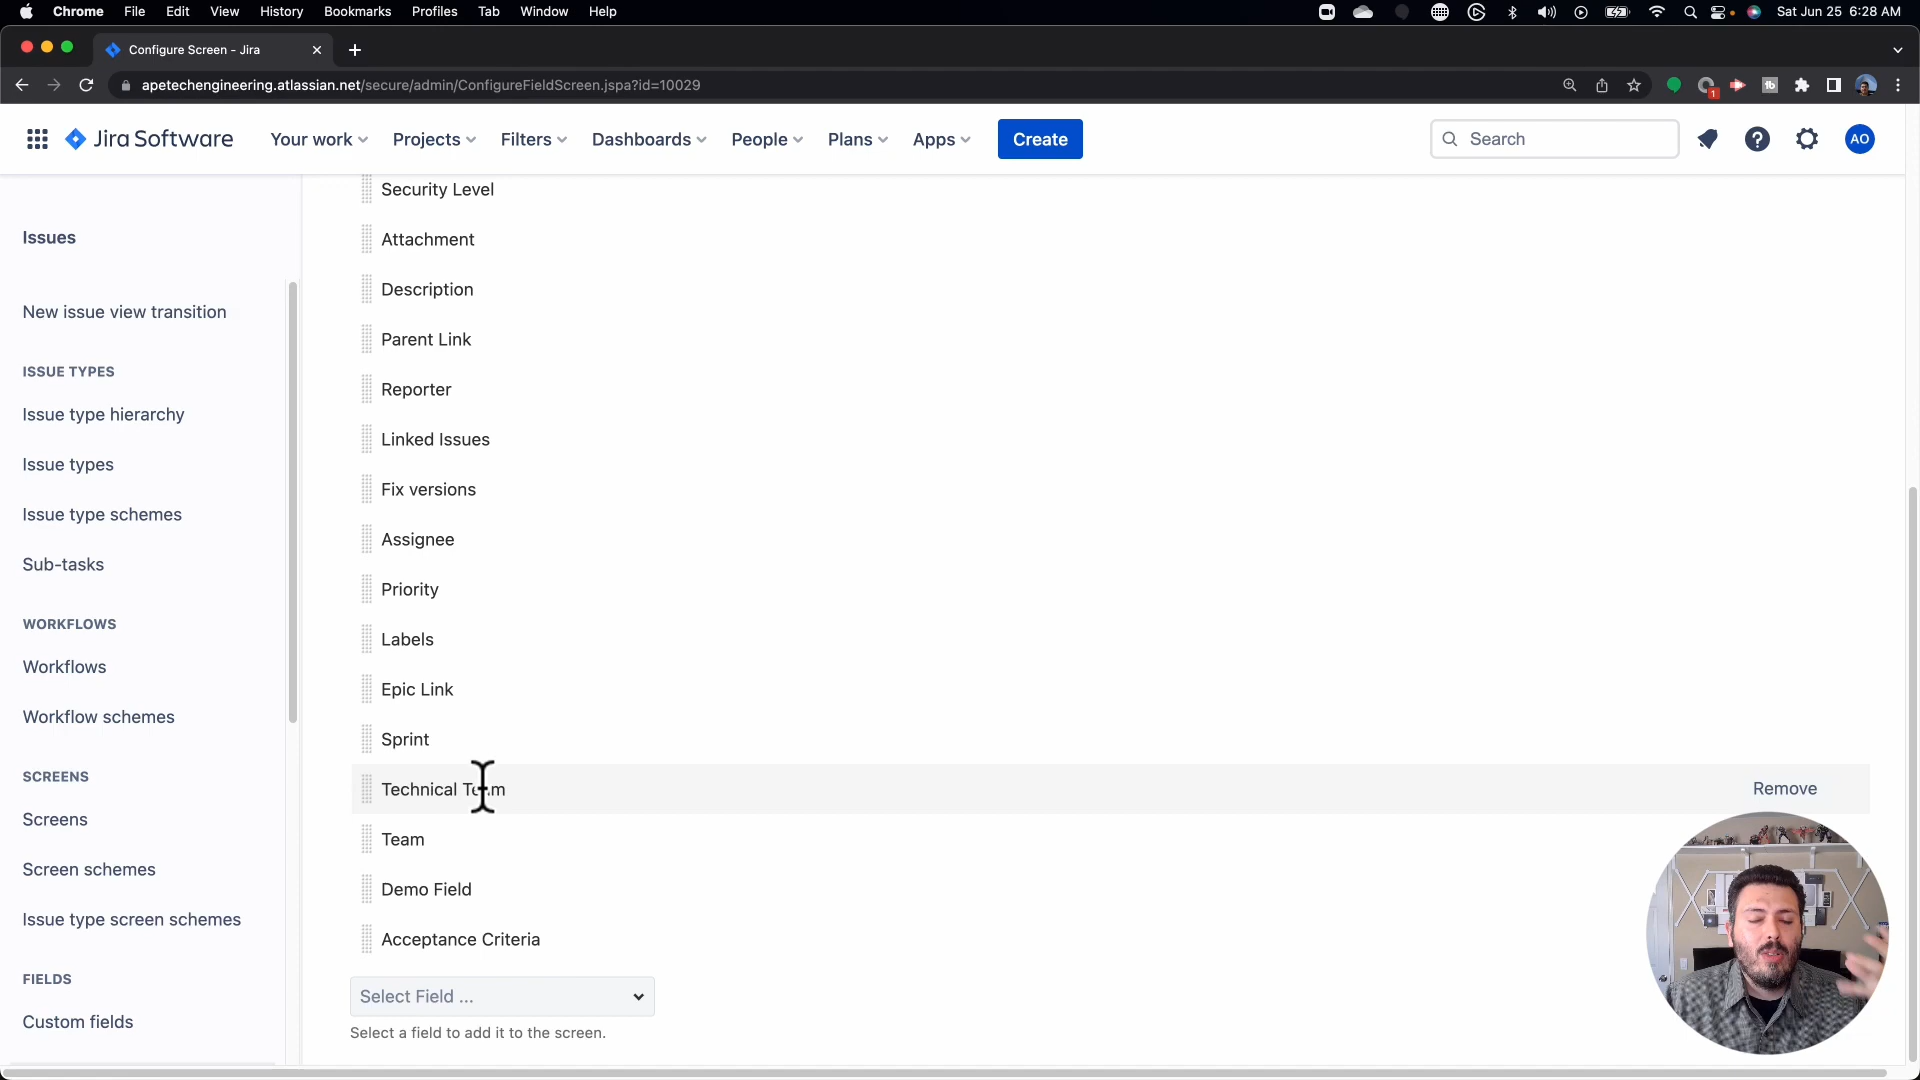 Chrome File Edit View History Bookmarks Profiles Tab Window Help
Sat Jun 25 6:28 AM
Configure Screen - Jira
apetechengineering.atlassian.net/secure/admin/ConfigureFieldScreen.jspa?id=10029
1
Jira Software
Your work
Projects
Filters
Dashboards
People
Plans
Apps
Create
Search
AO
Issues
New issue view transition
ISSUE TYPES
Issue type hierarchy
Issue types
Issue type schemes
Sub-tasks
WORKFLOWS
Workflows
Workflow schemes
SCREENS
Screens
Screen schemes
Issue type screen schemes
FIELDS
Custom fields
Security Level
Attachment
Description
Parent Link
Reporter
Linked Issues
Fix versions
Assignee
Priority
Labels
Epic Link
Sprint
Technical Team
Remove
Team
Demo Field
Acceptance Criteria
Select Field ...
Select a field to add it to the screen.